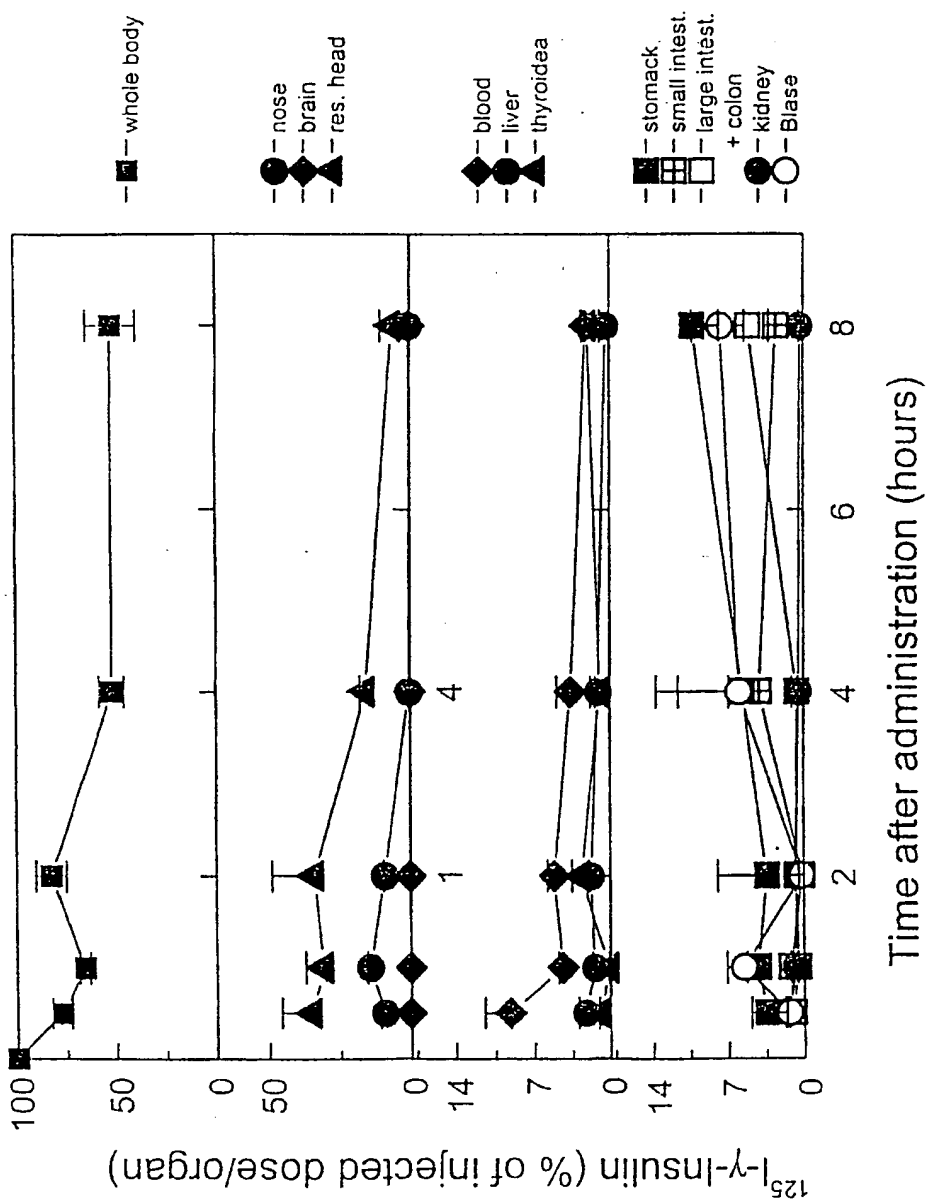 125I-γ-Insulin (% of injected dose/organ)
100
50
0
50
0
14
7
0
14
7
0
1
4
2
4
6
8
Time after administration (hours)
whole body
nose
brain
res. head
blood
liver
thyroidea
stomack
small intest.
large intést.
+ colon
kidney
Blase